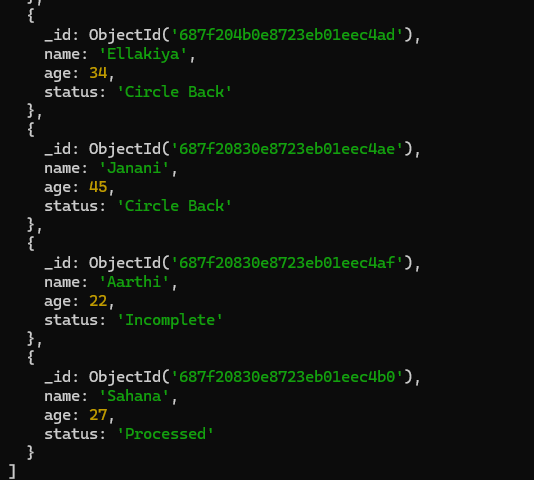 },
{
_id: ObjectId('687f204b0e8723eb01eec4ad'),
name: 'Ellakiya',
age: 34,
status: 'Circle Back'
},
{
_id: ObjectId('687f20830e8723eb01eec4ae'),
name: 'Janani',
age: 45,
status: 'Circle Back'
},
{
_id: ObjectId('687f20830e8723eb01eec4af'),
name: 'Aarthi',
age: 22,
status: 'Incomplete'
},
{
_id: ObjectId('687f20830e8723eb01eec4b0'),
name: 'Sahana',
age: 27,
status: 'Processed'
}
]